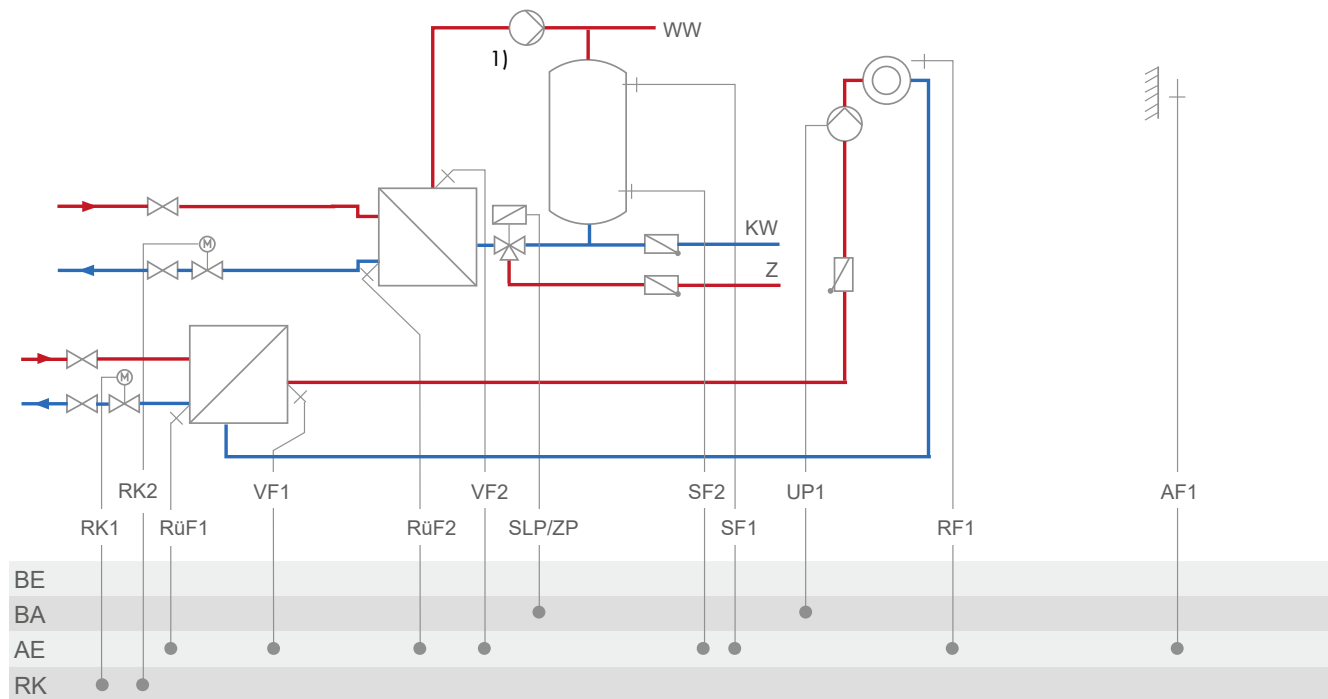 WW
1)
KW
Z
M
M
RK2
VF1
VF2
SF2
UP1
AF1
RK1
RüF1
RüF2
SLP/ZP
SF1
RF1
BE
BA
AE
RK